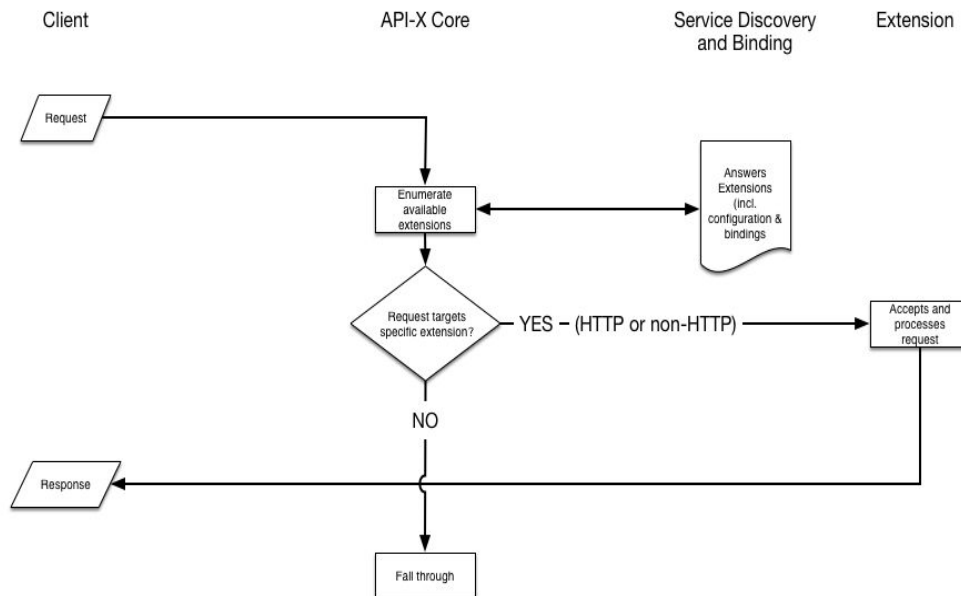 Client
API-X Core
Service Discovery
and Binding
Extension
Request
Enumerate
available
extensions
Answers
Extensions
(incl.
configuration &
bindings
Request targets
specific extension?
YES – (HTTP or non-HTTP)
Accepts and
processes
request
NO
Response
Fall through